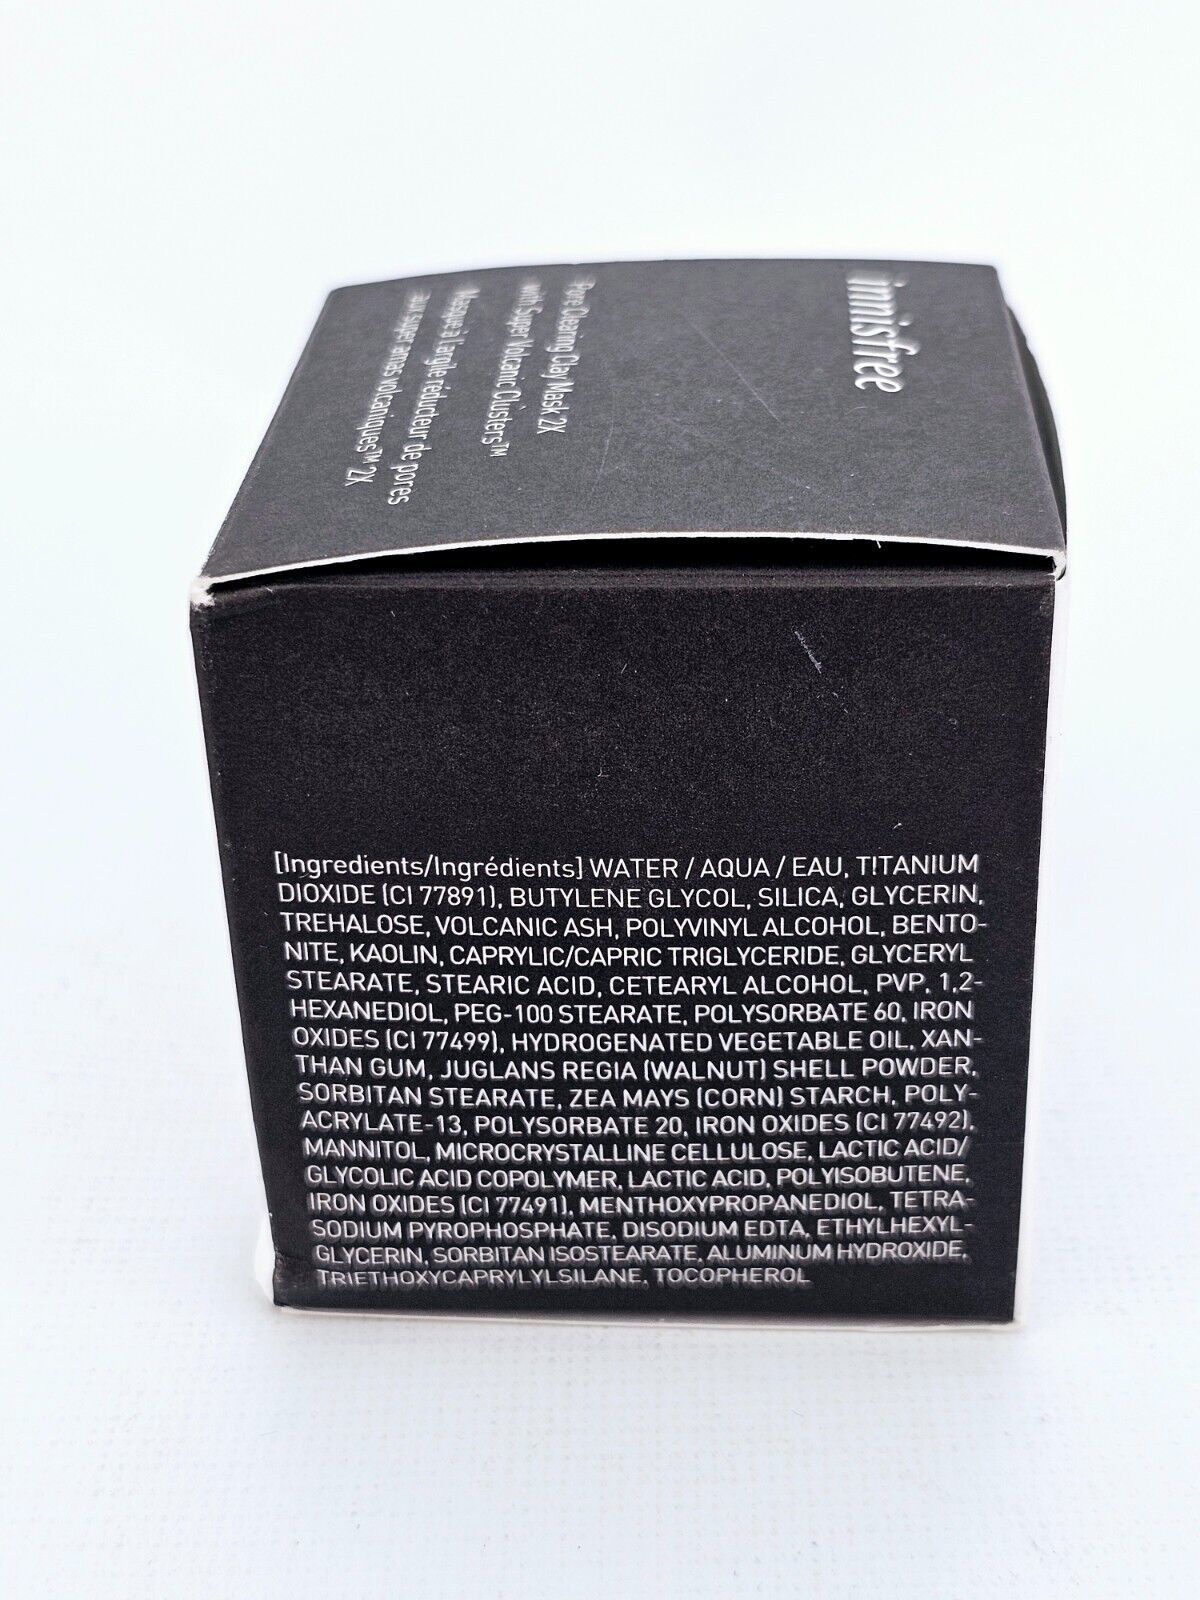 innisfree
Pore Clearing Clay Mask 2X
with Super Volcanic Clusters™
Masque à l'argile réducteur de pores
aux super amas volcaniques™ 2X
[Ingredients/Ingrédients] WATER / AQUA / EAU, TITANIUM
DIOXIDE (CI 77891), BUTYLENE GLYCOL, SILICA, GLYCERIN,
TREHALOSE, VOLCANIC ASH, POLYVINYL ALCOHOL, BENTO-
NITE, KAOLIN, CAPRYLIC/CAPRIC TRIGLYCERIDE, GLYCERYL
STEARATE, STEARIC ACID, CETEARYL ALCOHOL, PVP, 1,2-
HEXANEDIOL, PEG-100 STEARATE, POLYSORBATE 60, IRON
OXIDES (CI 77499), HYDROGENATED VEGETABLE OIL, XAN-
THAN GUM, JUGLANS REGIA (WALNUT) SHELL POWDER,
SORBITAN STEARATE, ZEA MAYS (CORN) STARCH, POLY-
ACRYLATE-13, POLYSORBATE 20, IRON OXIDES (CI 77492),
MANNITOL, MICROCRYSTALLINE CELLULOSE, LACTIC ACID/
GLYCOLIC ACID COPOLYMER, LACTIC ACID, POLYISOBUTENE,
IRON OXIDES (CI 77491), MENTHOXYPROPANEDIOL, TETRA-
SODIUM PYROPHOSPHATE, DISODIUM EDTA, ETHYLHEXYL-
GLYCERIN, SORBITAN ISOSTEARATE, ALUMINUM HYDROXIDE,
TRIETHOXYCAPRYLYLSILANE, TOCOPHEROL